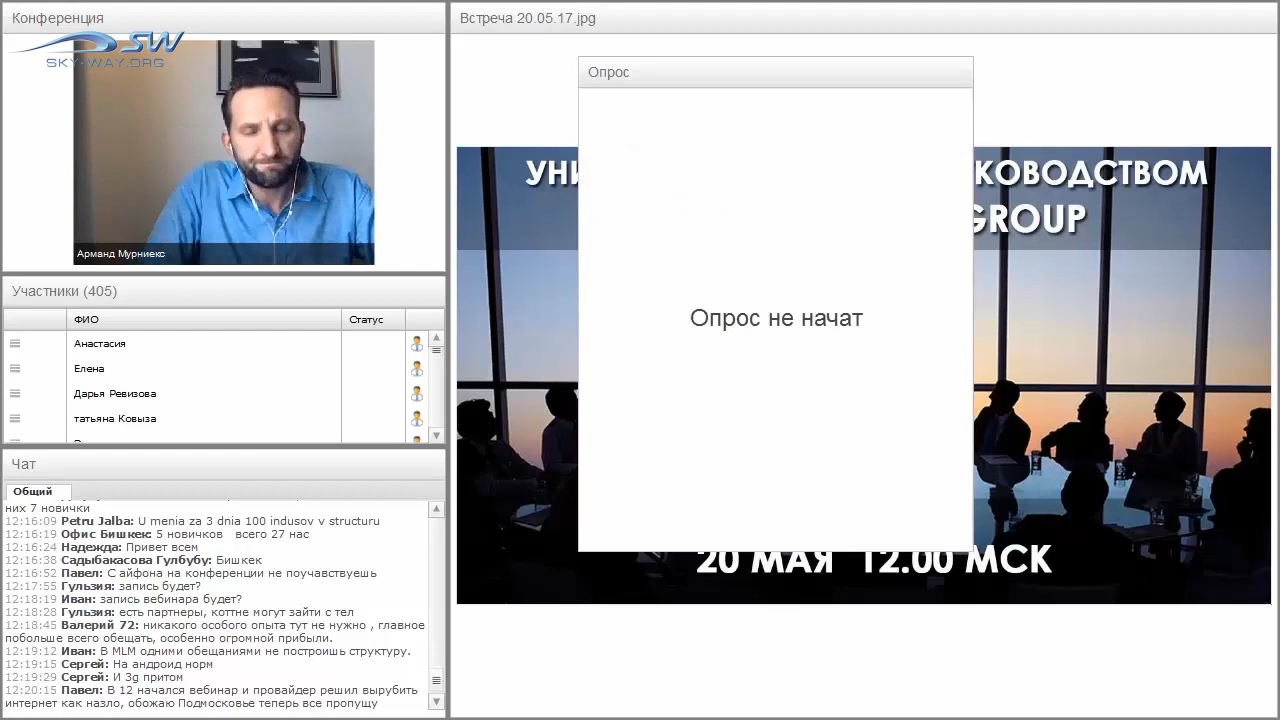 Конференция
SW
SKY-WAY.ORG
Арманд Мурниекс
Участники (405)
ФИО
Статус
Анастасия
Елена
Дарья Ревизова
татьяна Ковыза
Чат
Общий
них 7 новички
12:16:09 Petru Jalba: U menia za 3 dnia 100 indusov v structuru
12:16:19 Офис Бишкек: 5 новичков всего 27 нас
12:16:24 Надежда: Привет всем
12:16:38 Садыбакасова Гулбубу: Бишкек
12:16:52 Павел: С айфона на конференции не поучавствуешь
12:17:55 Гульзия: запись будет?
12:18:19 Иван: запись вебинара будет?
12:18:28 Гульзия: есть партнеры, коттне могут зайти с тел
12:18:45 Валерий 72: никакого особого опыта тут не нужно , главное
побольше всего обещать, особенно огромной прибыли.
12:19:12 Иван: В MLM одними обещаниями не построишь структуру.
12:19:15 Сергей: На андроид норм
12:19:29 Сергей: И 3g притом
12:20:15 Павел: В 12 начался вебинар и провайдер решил вырубить
интернет как назло, обожаю Подмосковье теперь все пропущу
Встреча 20.05.17.jpg
Опрос
Опрос не начат
УНИ КОВОДСТВОМ
GROUP
20 МАЯ 12.00 МСК